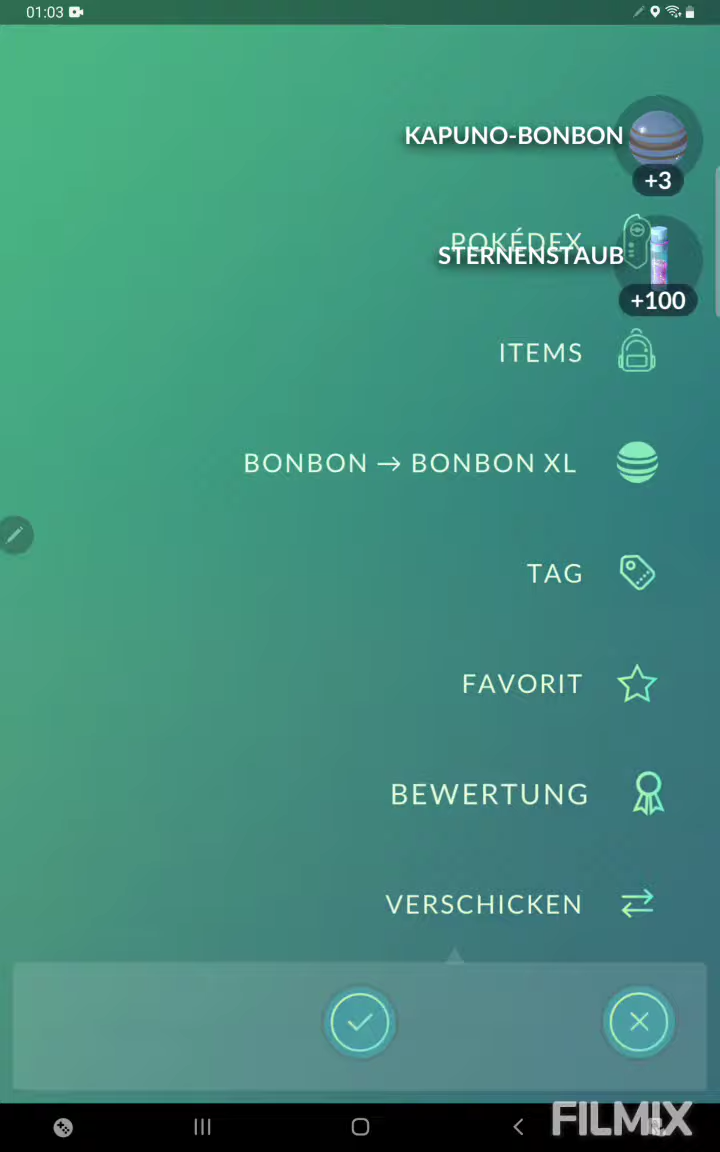 01:03
KAPUNO-BONBON
+3
POKÉDEX
STERNENSTAUB
+100
ITEMS
BONBON → BONBON XL
TAG
FAVORIT
BEWERTUNG
VERSCHICKEN
FILMIX